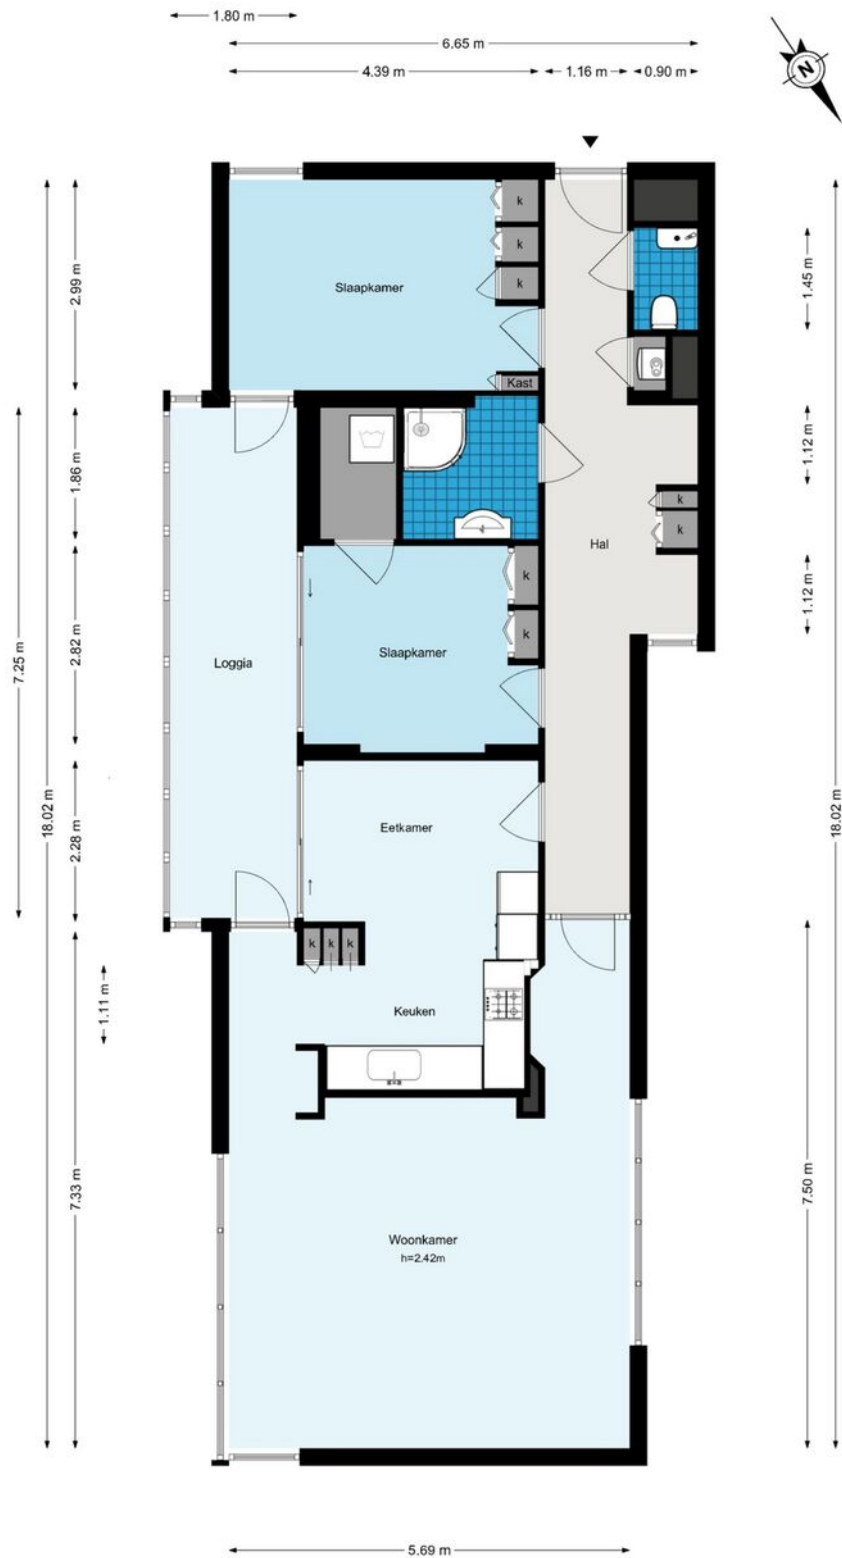 1.80 m
6.65 m
4.39 m
1.16 m
0.90 m
N
2.99 m
1.45 m
k
k
k
Slaapkamer
Kast
1.86 m
1.12 m
k
k
Hal
1.12 m
7.25 m
2.82 m
k
k
Slaapkamer
Loggia
18.02 m
18.02 m
2.28 m
Eetkamer
k k k
1.11 m
Keuken
7.33 m
7.50 m
Woonkamer
h=2.42m
5.69 m